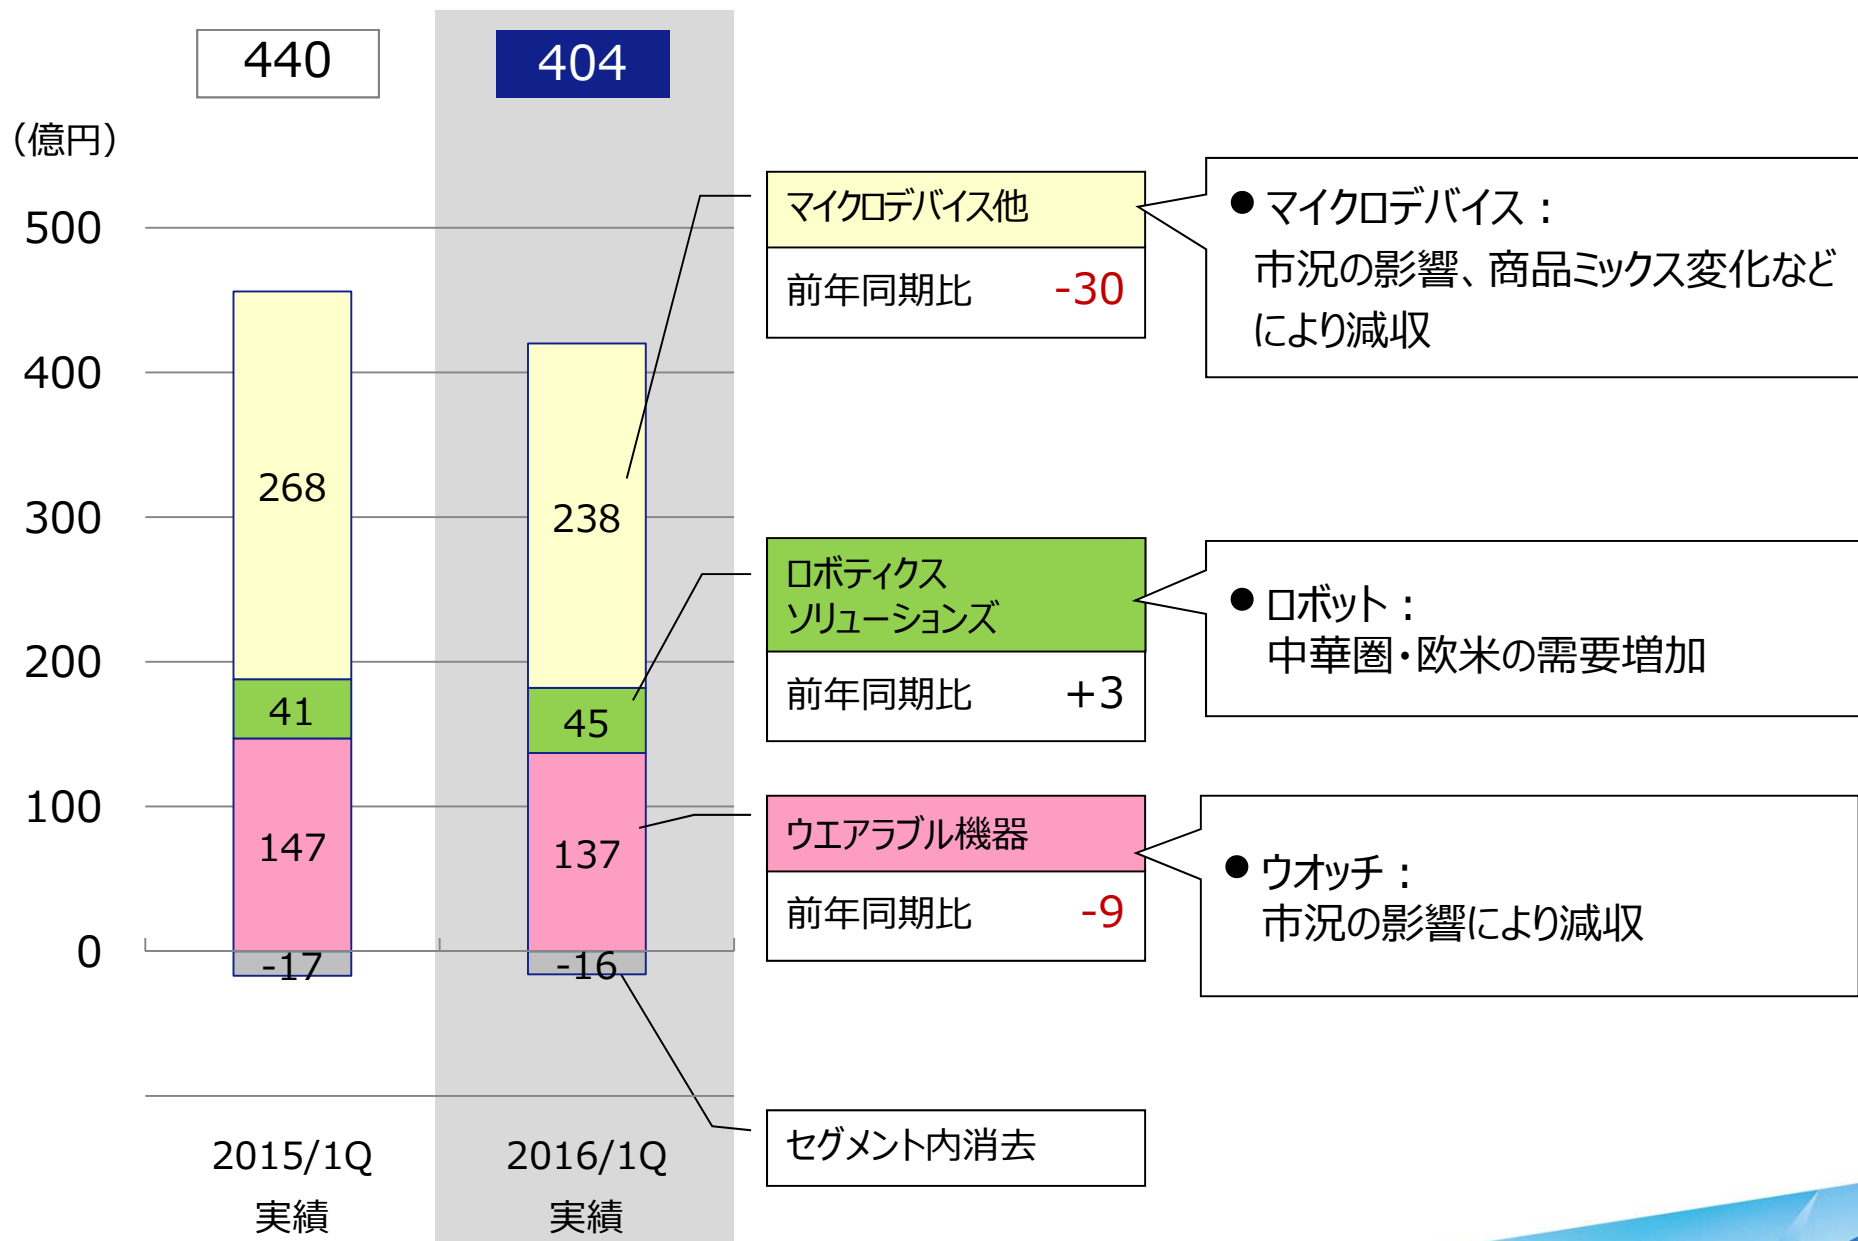 440
404
（億円）
500
400
300
200
100
0
268
41
147
-17
238
45
137
-16
2015/1Q
実績
2016/1Q
実績
マイクロデバイス他
前年同期比 -30
● マイクロデバイス：
市況の影響、商品ミックス変化など
により減収
ロボティクス
ソリューションズ
前年同期比 +3
● ロボット：
中華圏・欧米の需要増加
ウエアラブル機器
前年同期比 -9
● ウオッチ：
市況の影響により減収
セグメント内消去